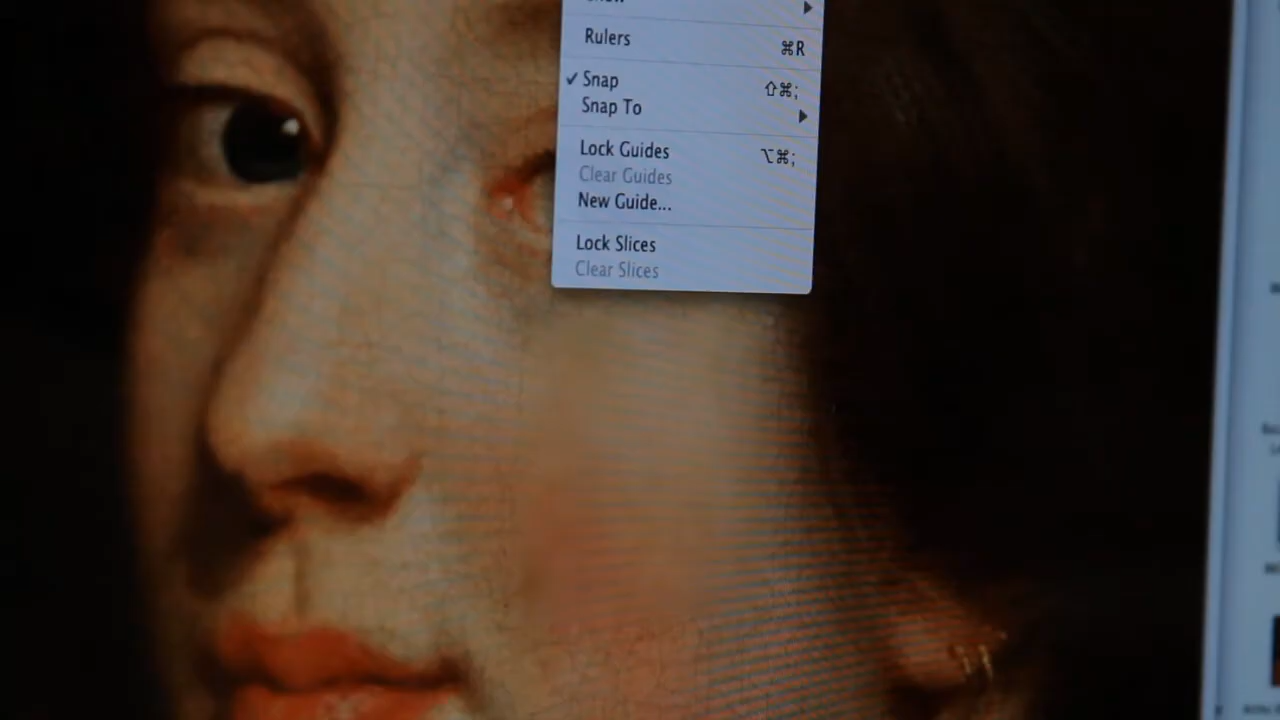 Rulers ⌘R
✓ Snap ⇧⌘;
Snap To
Lock Guides ⌥⌘;
Clear Guides
New Guide...
Lock Slices
Clear Slices